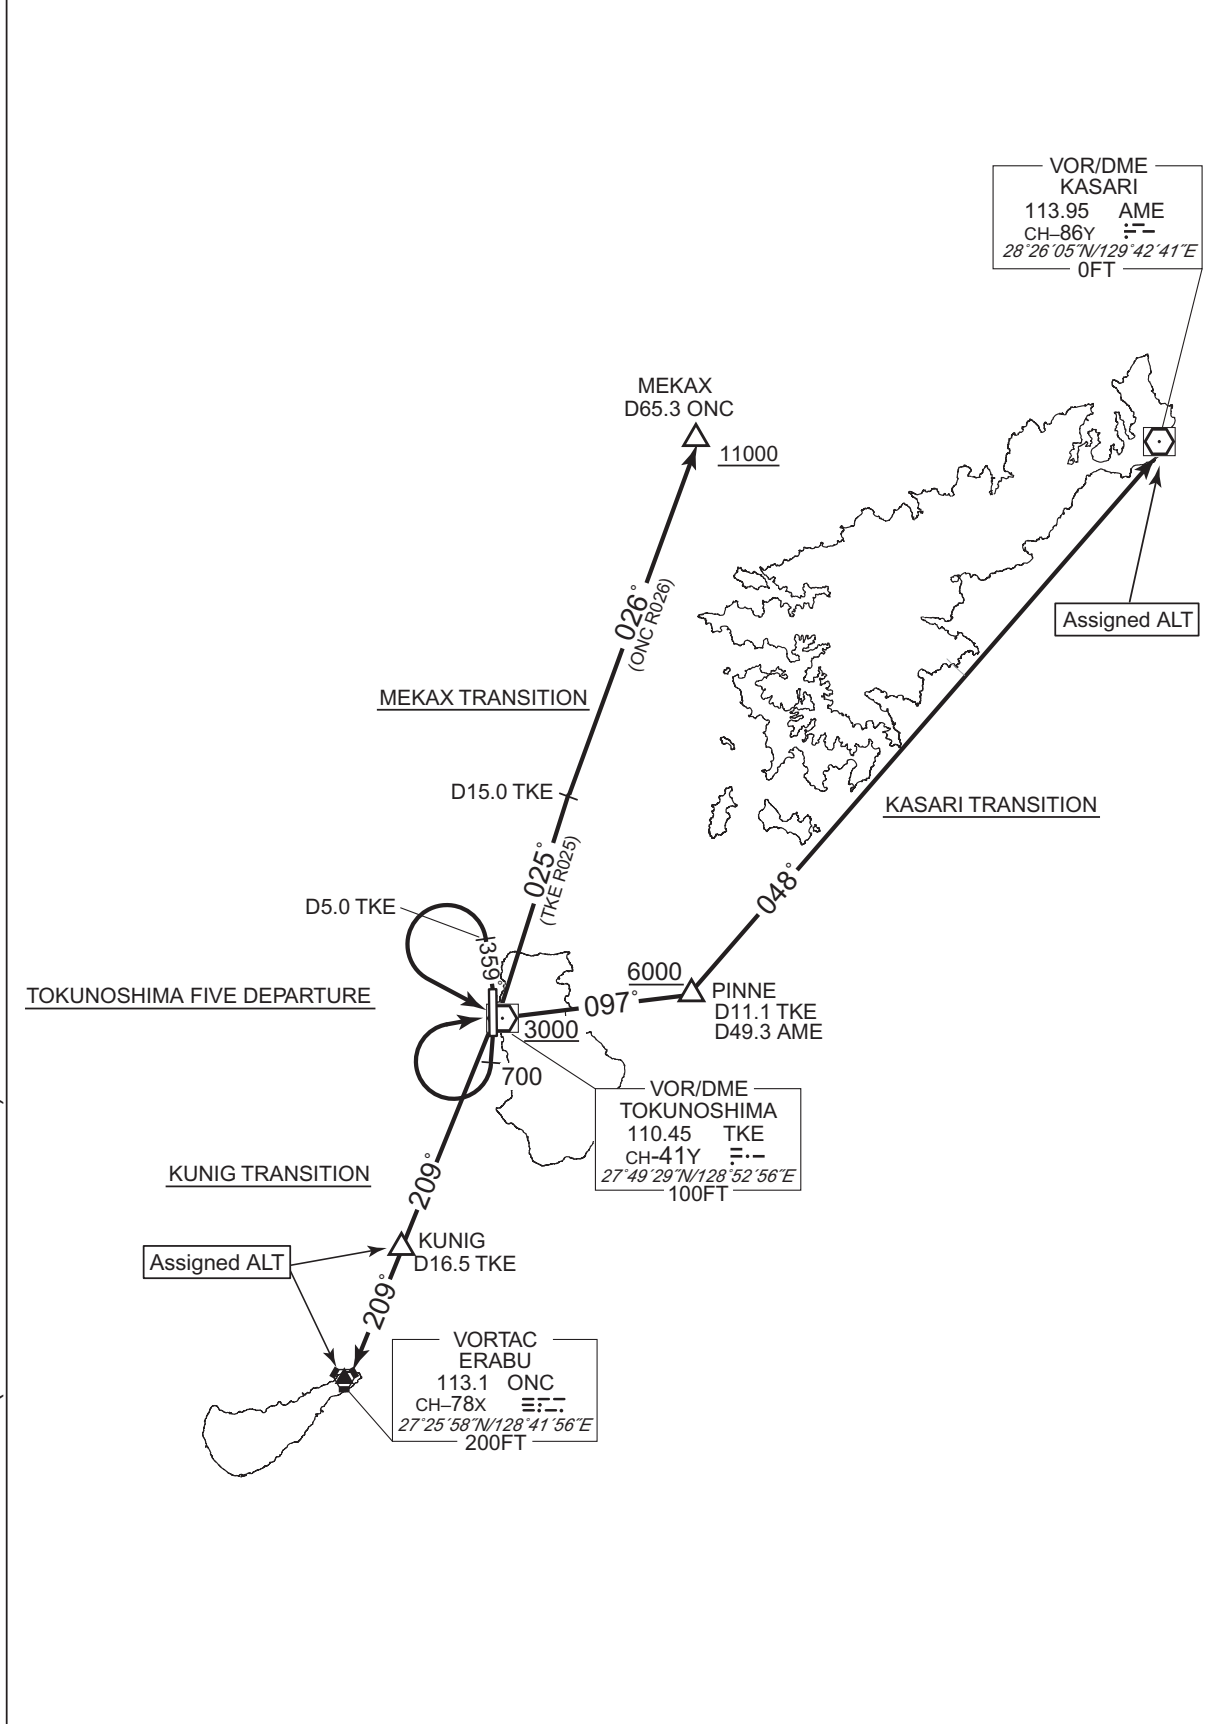 VOR/DME
KASARI
113.95 AME
CH–86Y
28°26´05˝N/129°42´41˝E
0FT
MEKAX
D65.3 ONC
11000
026°
(ONC R026)
Assigned ALT
MEKAX TRANSITION
D15.0 TKE
KASARI TRANSITION
025°
(TKE R025)
048°
D5.0 TKE
359°
TOKUNOSHIMA FIVE DEPARTURE
6000
097°
PINNE
D11.1 TKE
D49.3 AME
3000
700
VOR/DME
TOKUNOSHIMA
110.45 TKE
CH-41Y
27°49´29˝N/128°52´56˝E
100FT
KUNIG TRANSITION
209°
KUNIG
D16.5 TKE
Assigned ALT
209°
VORTAC
ERABU
113.1 ONC
CH–78X
27°25´58˝N/128°41´56˝E
200FT